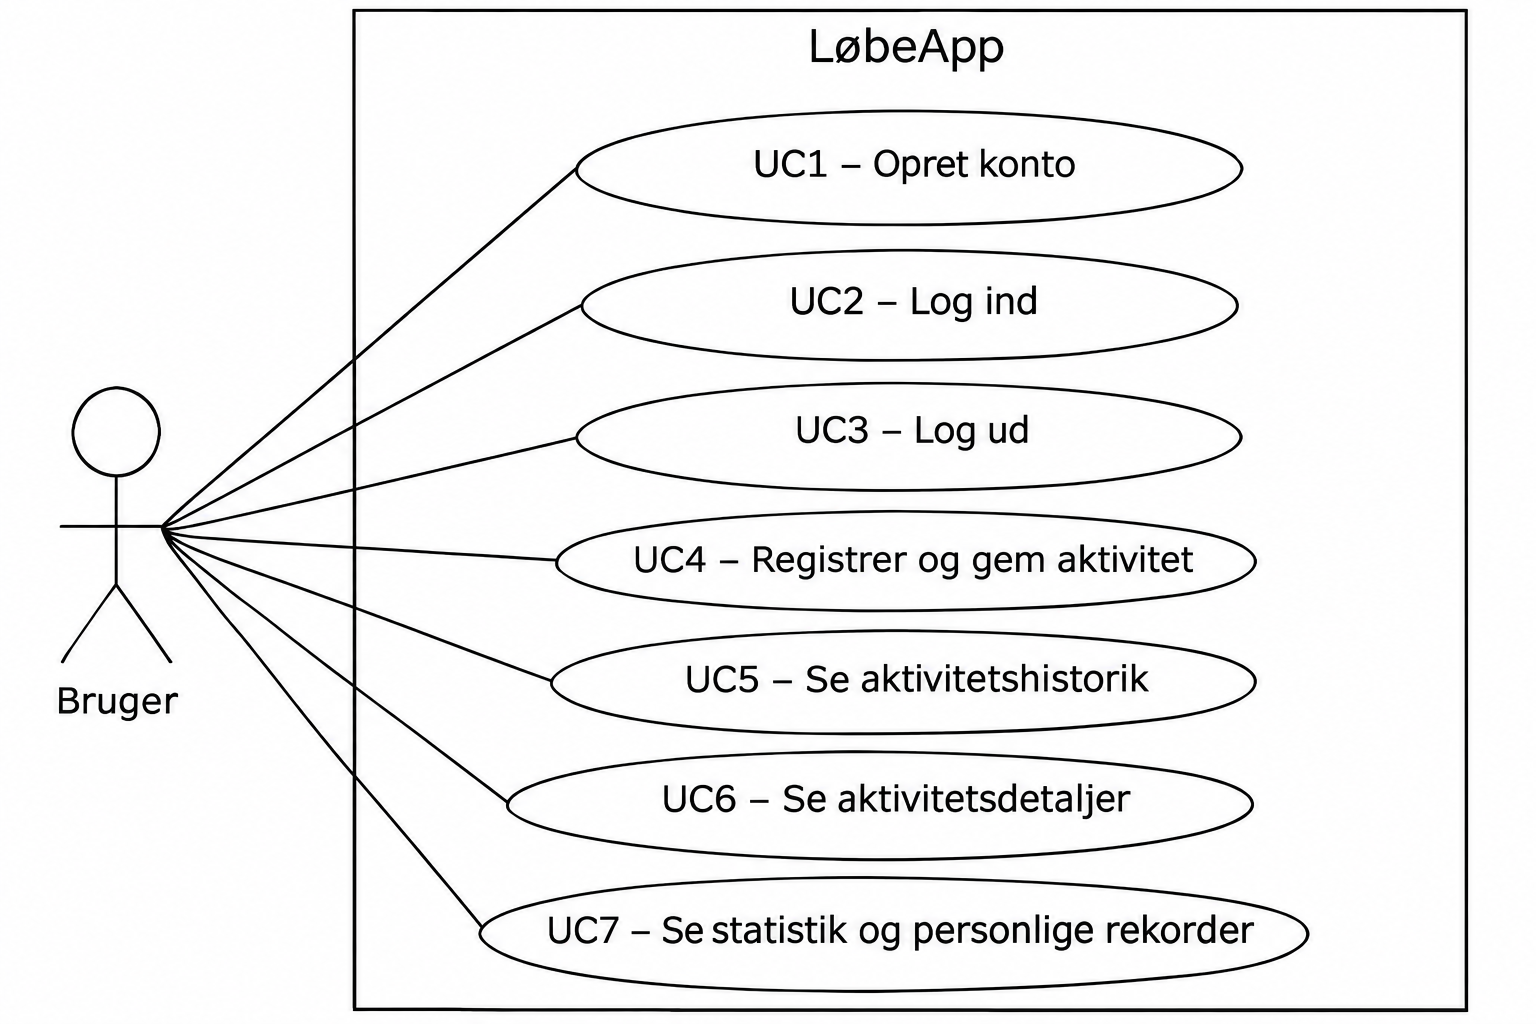 LøbeApp
UC1 – Opret konto
UC2 – Log ind
UC3 – Log ud
UC4 – Registrer og gem aktivitet
UC5 – Se aktivitetshistorik
UC6 – Se aktivitetsdetaljer
UC7 – Se statistik og personlige rekorder
Bruger